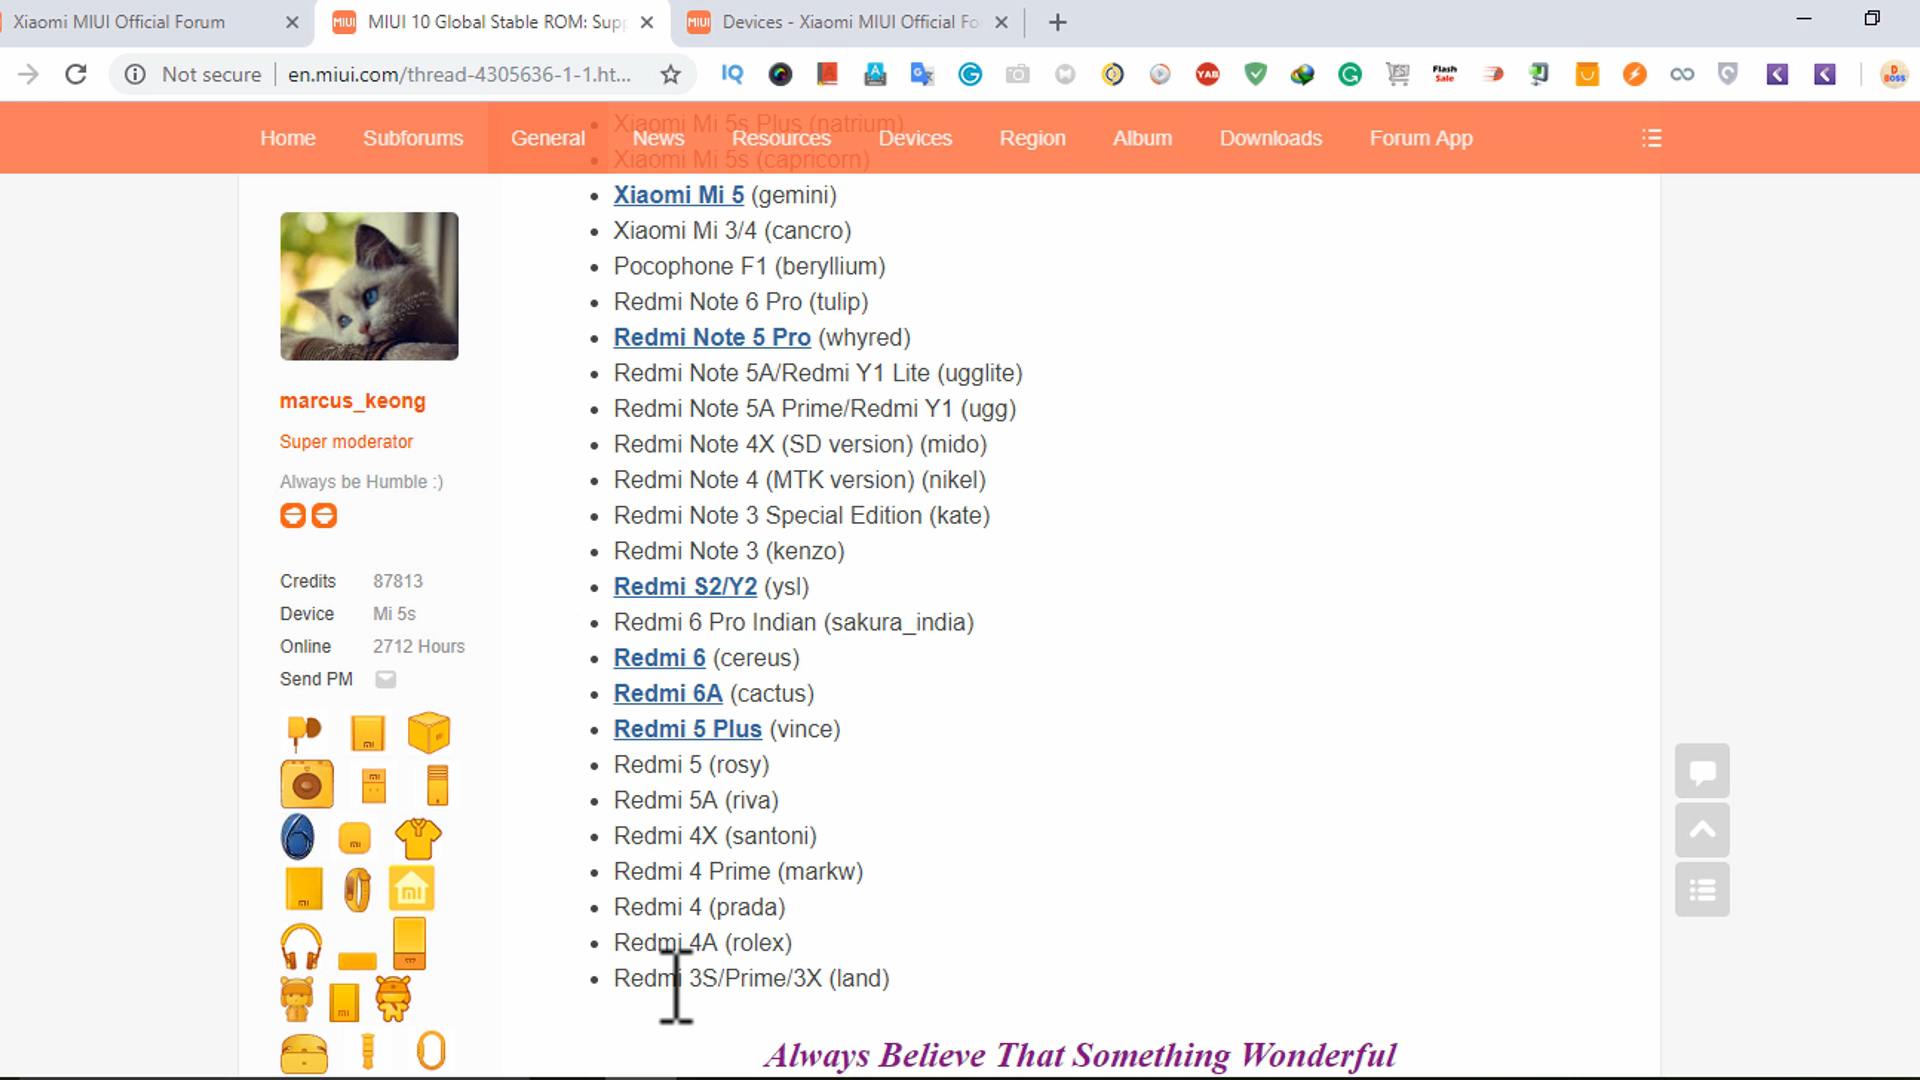 Xiaomi MIUI Official Forum
MIUI 10 Global Stable ROM: Supp
Devices - Xiaomi MIUI Official Fo
Not secure
en.miui.com/thread-4305636-1-1.ht...
Flash Sale
YAB
D BOSS
Home Subforums General News Resources Devices Region Album Downloads Forum App
Xiaomi Mi 5s Plus (natrium)
Xiaomi Mi 5s (capricorn)
Xiaomi Mi 5 (gemini)
Xiaomi Mi 3/4 (cancro)
Pocophone F1 (beryllium)
Redmi Note 6 Pro (tulip)
Redmi Note 5 Pro (whyred)
Redmi Note 5A/Redmi Y1 Lite (ugglite)
Redmi Note 5A Prime/Redmi Y1 (ugg)
Redmi Note 4X (SD version) (mido)
Redmi Note 4 (MTK version) (nikel)
Redmi Note 3 Special Edition (kate)
Redmi Note 3 (kenzo)
Redmi S2/Y2 (ysl)
Redmi 6 Pro Indian (sakura_india)
Redmi 6 (cereus)
Redmi 6A (cactus)
Redmi 5 Plus (vince)
Redmi 5 (rosy)
Redmi 5A (riva)
Redmi 4X (santoni)
Redmi 4 Prime (markw)
Redmi 4 (prada)
Redmi 4A (rolex)
Redmi 3S/Prime/3X (land)
Always Believe That Something Wonderful
marcus_keong
Super moderator
Always be Humble :)
Credits 87813
Device Mi 5s
Online 2712 Hours
Send PM